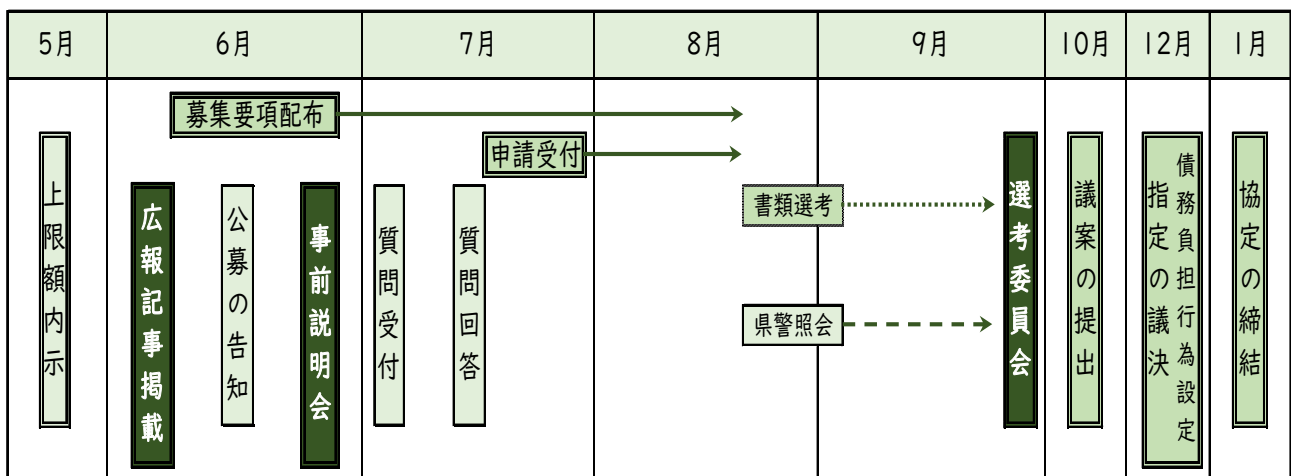 5月
6月
7月
8月
9月
10月
12月
1月
募集要項配布
申請受付
上限額内示
広報記事掲載
公募の告知
事前説明会
質問受付
質問回答
書類選考
県警照会
選考委員会
議案の提出
債務負担行為設定
指定の議決
協定の締結